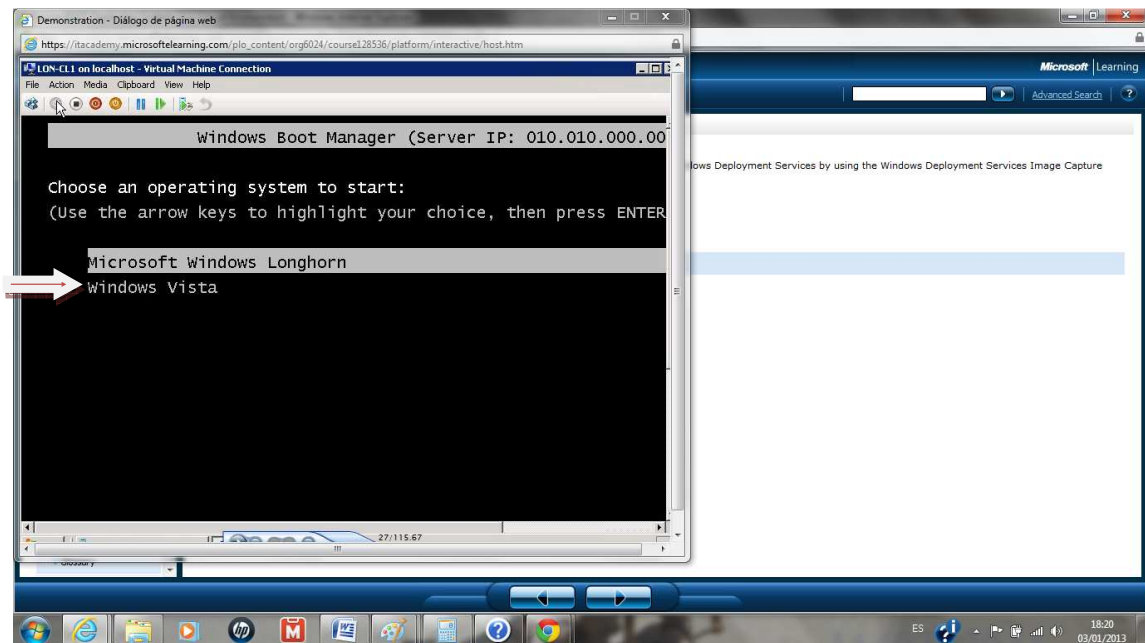 Demonstration - Diálogo de página web
https://itacademy.microsoftelearning.com/plo_content/org6024/course128536/platform/interactive/host.htm
LON-CL1 on localhost - Virtual Machine Connection
File Action Media Clipboard View Help
Microsoft | Learning
Advanced Search
Windows Boot Manager (Server IP: 010.010.000.00
ows Deployment Services by using the Windows Deployment Services Image Capture
Choose an operating system to start:
(Use the arrow keys to highlight your choice, then press ENTER
Microsoft Windows Longhorn
Windows Vista
27/115.67
Glossary
ES
18:20
03/01/2013